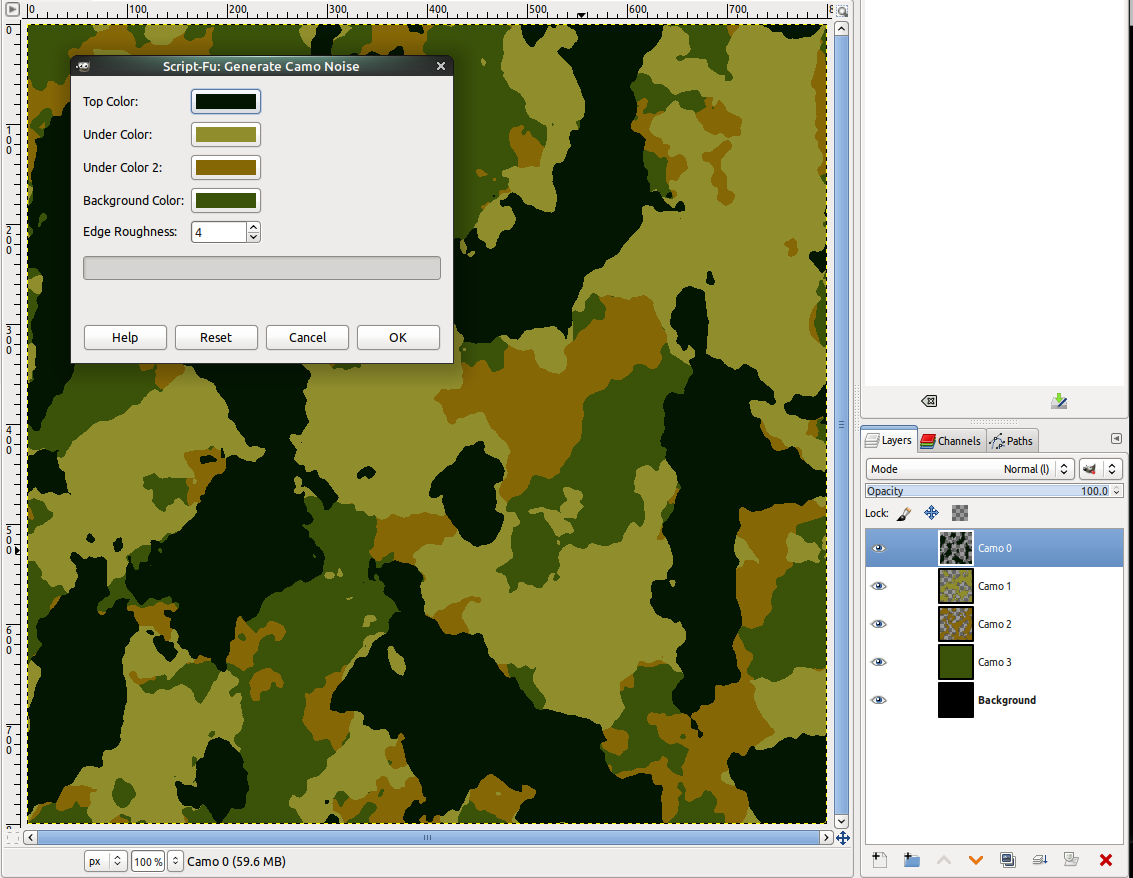 0 100 200 300 400 500 600 700 8
0
100
200
300
400
500
600
700
8
Script-Fu: Generate Camo Noise
Top Color:
Under Color:
Under Color 2:
Background Color:
Edge Roughness: 4
Help Reset Cancel OK
Layers Channels Paths
Mode Normal (l)
Opacity 100.0
Lock:
Camo 0
Camo 1
Camo 2
Camo 3
Background
px 100 % Camo 0 (59.6 MB)